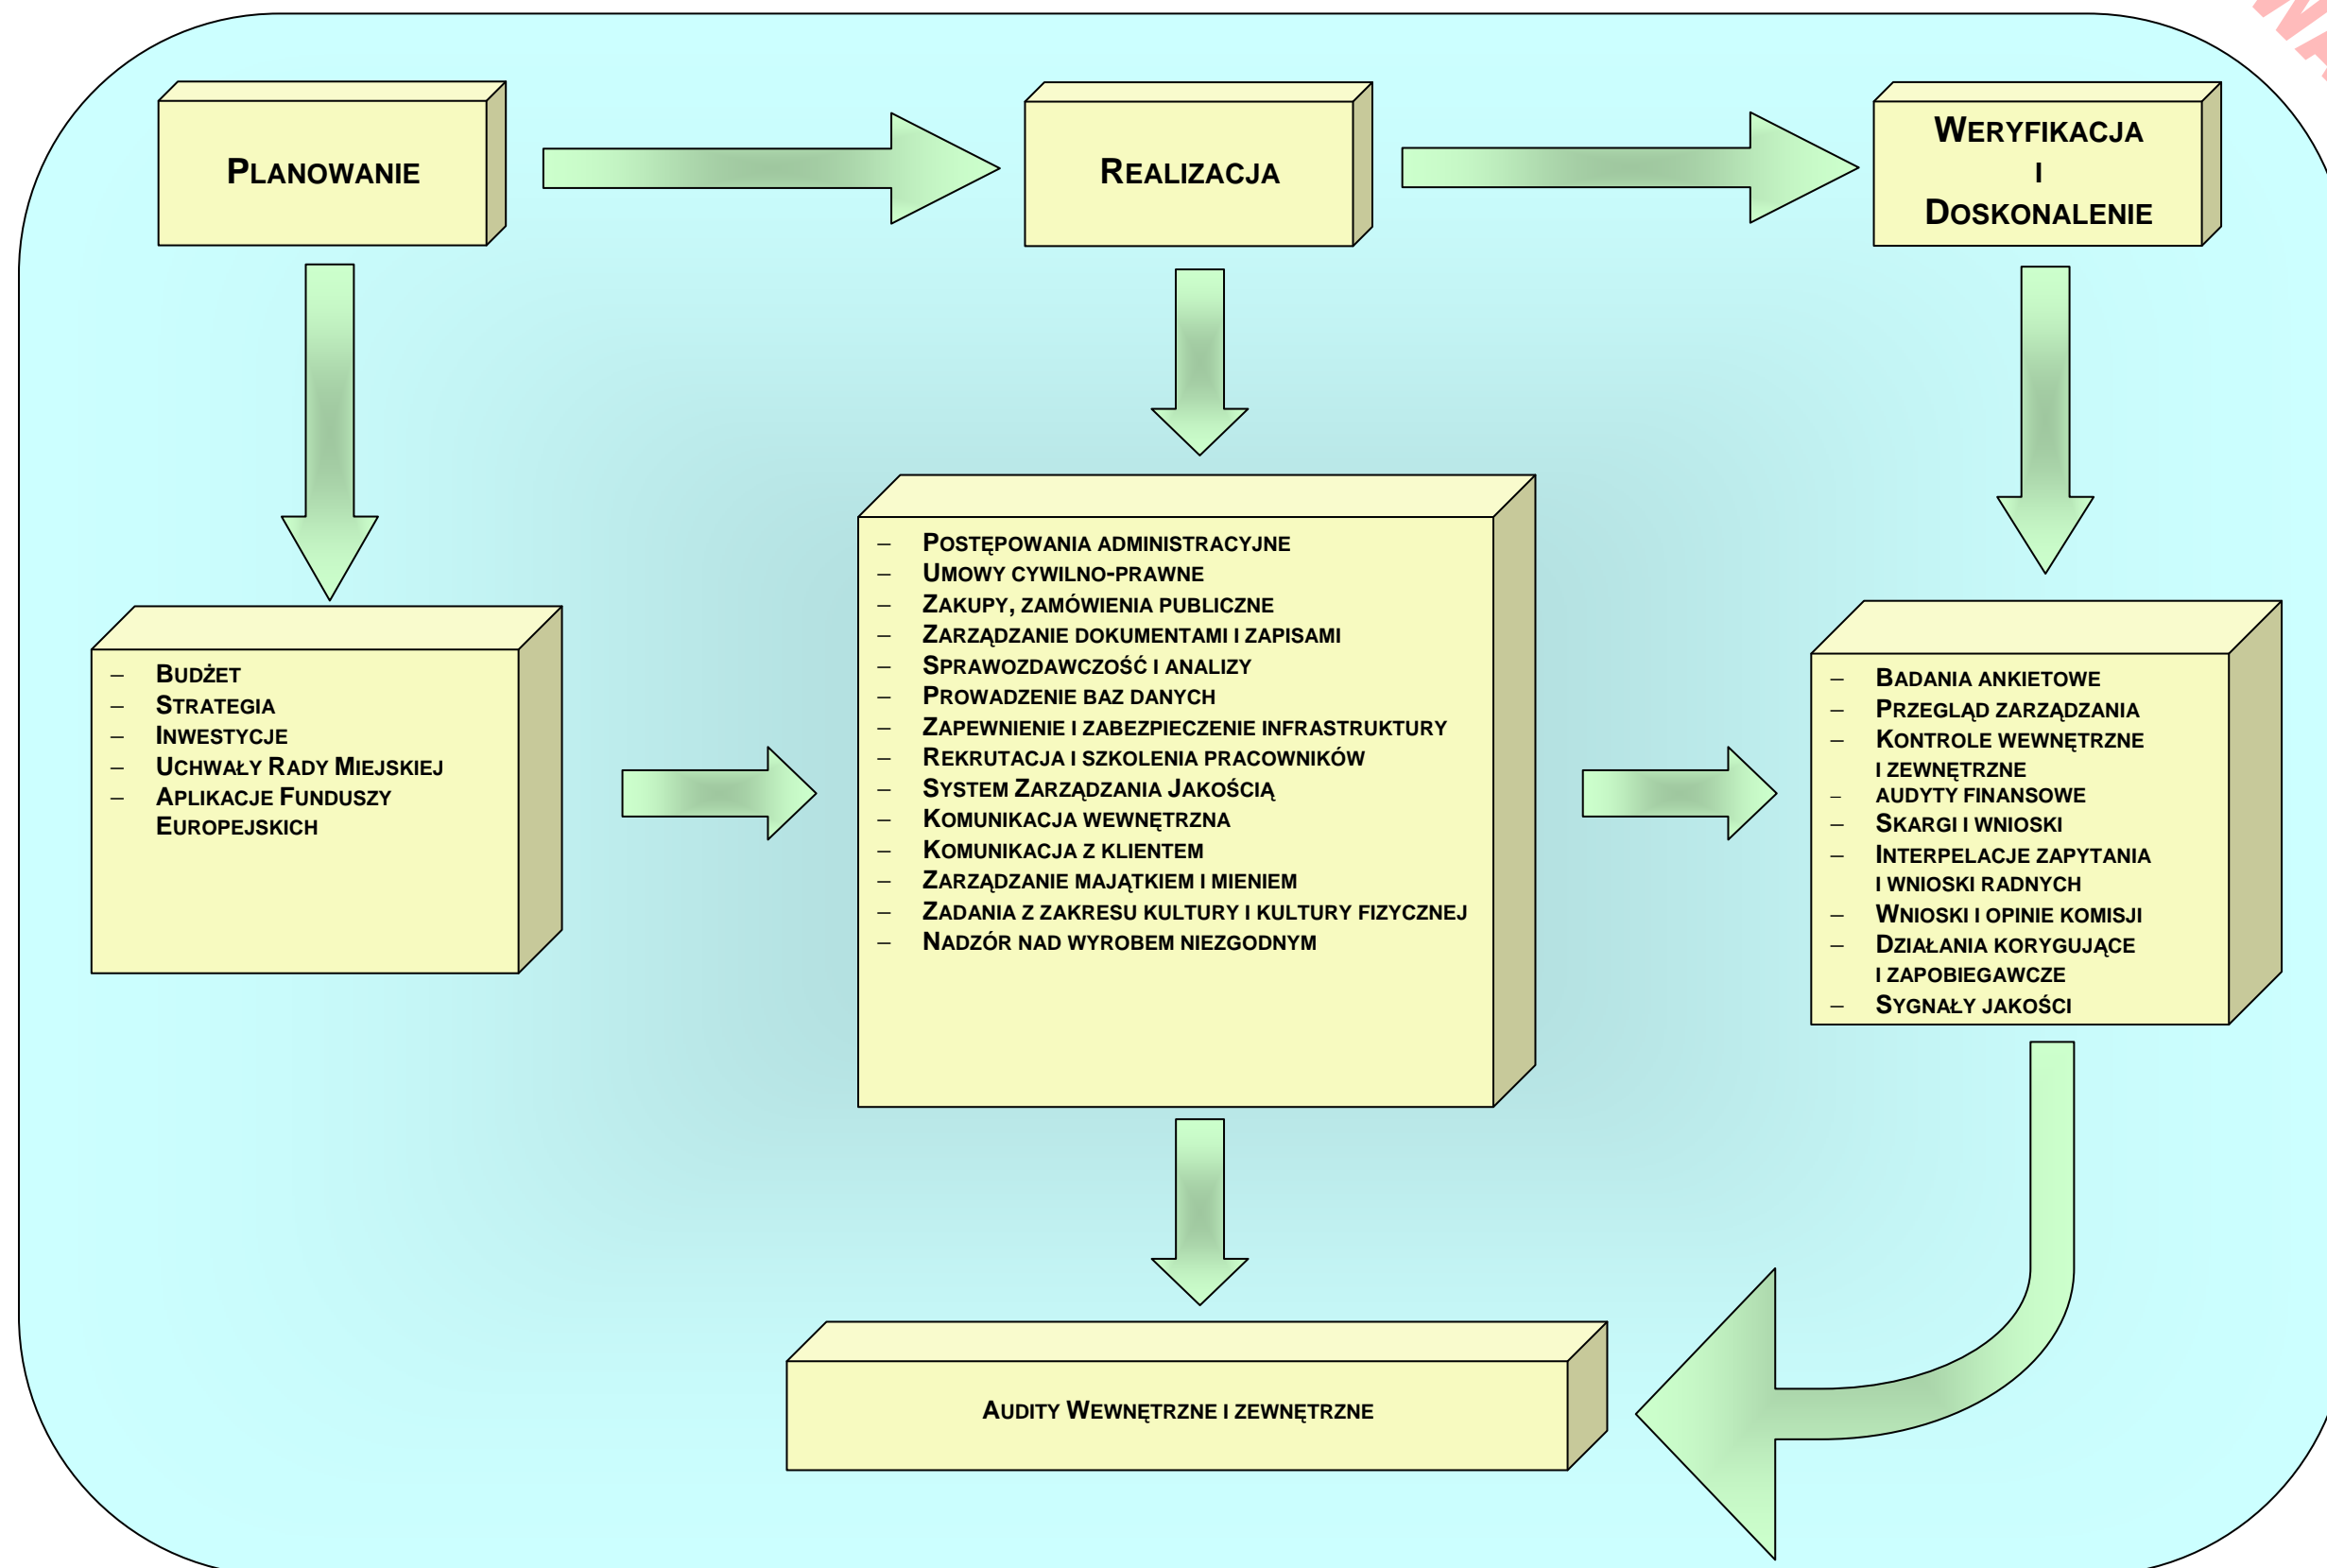 PLANOWANIE
REALIZACJA
WERYFIKACJA
I
DOSKONALENIE
– BUDŻET
– STRATEGIA
– INWESTYCJE
– UCHWAŁY RADY MIEJSKIEJ
– APLIKACJE FUNDUSZY
EUROPEJSKICH
– POSTĘPOWANIA ADMINISTRACYJNE
– UMOWY CYWILNO-PRAWNE
– ZAKUPY, ZAMÓWIENIA PUBLICZNE
– ZARZĄDZANIE DOKUMENTAMI I ZAPISAMI
– SPRAWOZDAWCZOŚĆ I ANALIZY
– PROWADZENIE BAZ DANYCH
– ZAPEWNIENIE I ZABEZPIECZENIE INFRASTRUKTURY
– REKRUTACJA I SZKOLENIA PRACOWNIKÓW
– SYSTEM ZARZĄDZANIA JAKOŚCIĄ
– KOMUNIKACJA WEWNĘTRZNA
– KOMUNIKACJA Z KLIENTEM
– ZARZĄDZANIE MAJĄTKIEM I MIENIEM
– ZADANIA Z ZAKRESU KULTURY I KULTURY FIZYCZNEJ
– NADZÓR NAD WYROBEM NIEZGODNYM
– BADANIA ANKIETOWE
– PRZEGLĄD ZARZĄDZANIA
– KONTROLE WEWNĘTRZNE
I ZEWNĘTRZNE
– AUDYTY FINANSOWE
– SKARGI I WNIOSKI
– INTERPELACJE ZAPYTANIA
I WNIOSKI RADNYCH
– WNIOSKI I OPINIE KOMISJI
– DZIAŁANIA KORYGUJĄCE
I ZAPOBIEGAWCZE
– SYGNAŁY JAKOŚCI
AUDITY WEWNĘTRZNE I ZEWNĘTRZNE